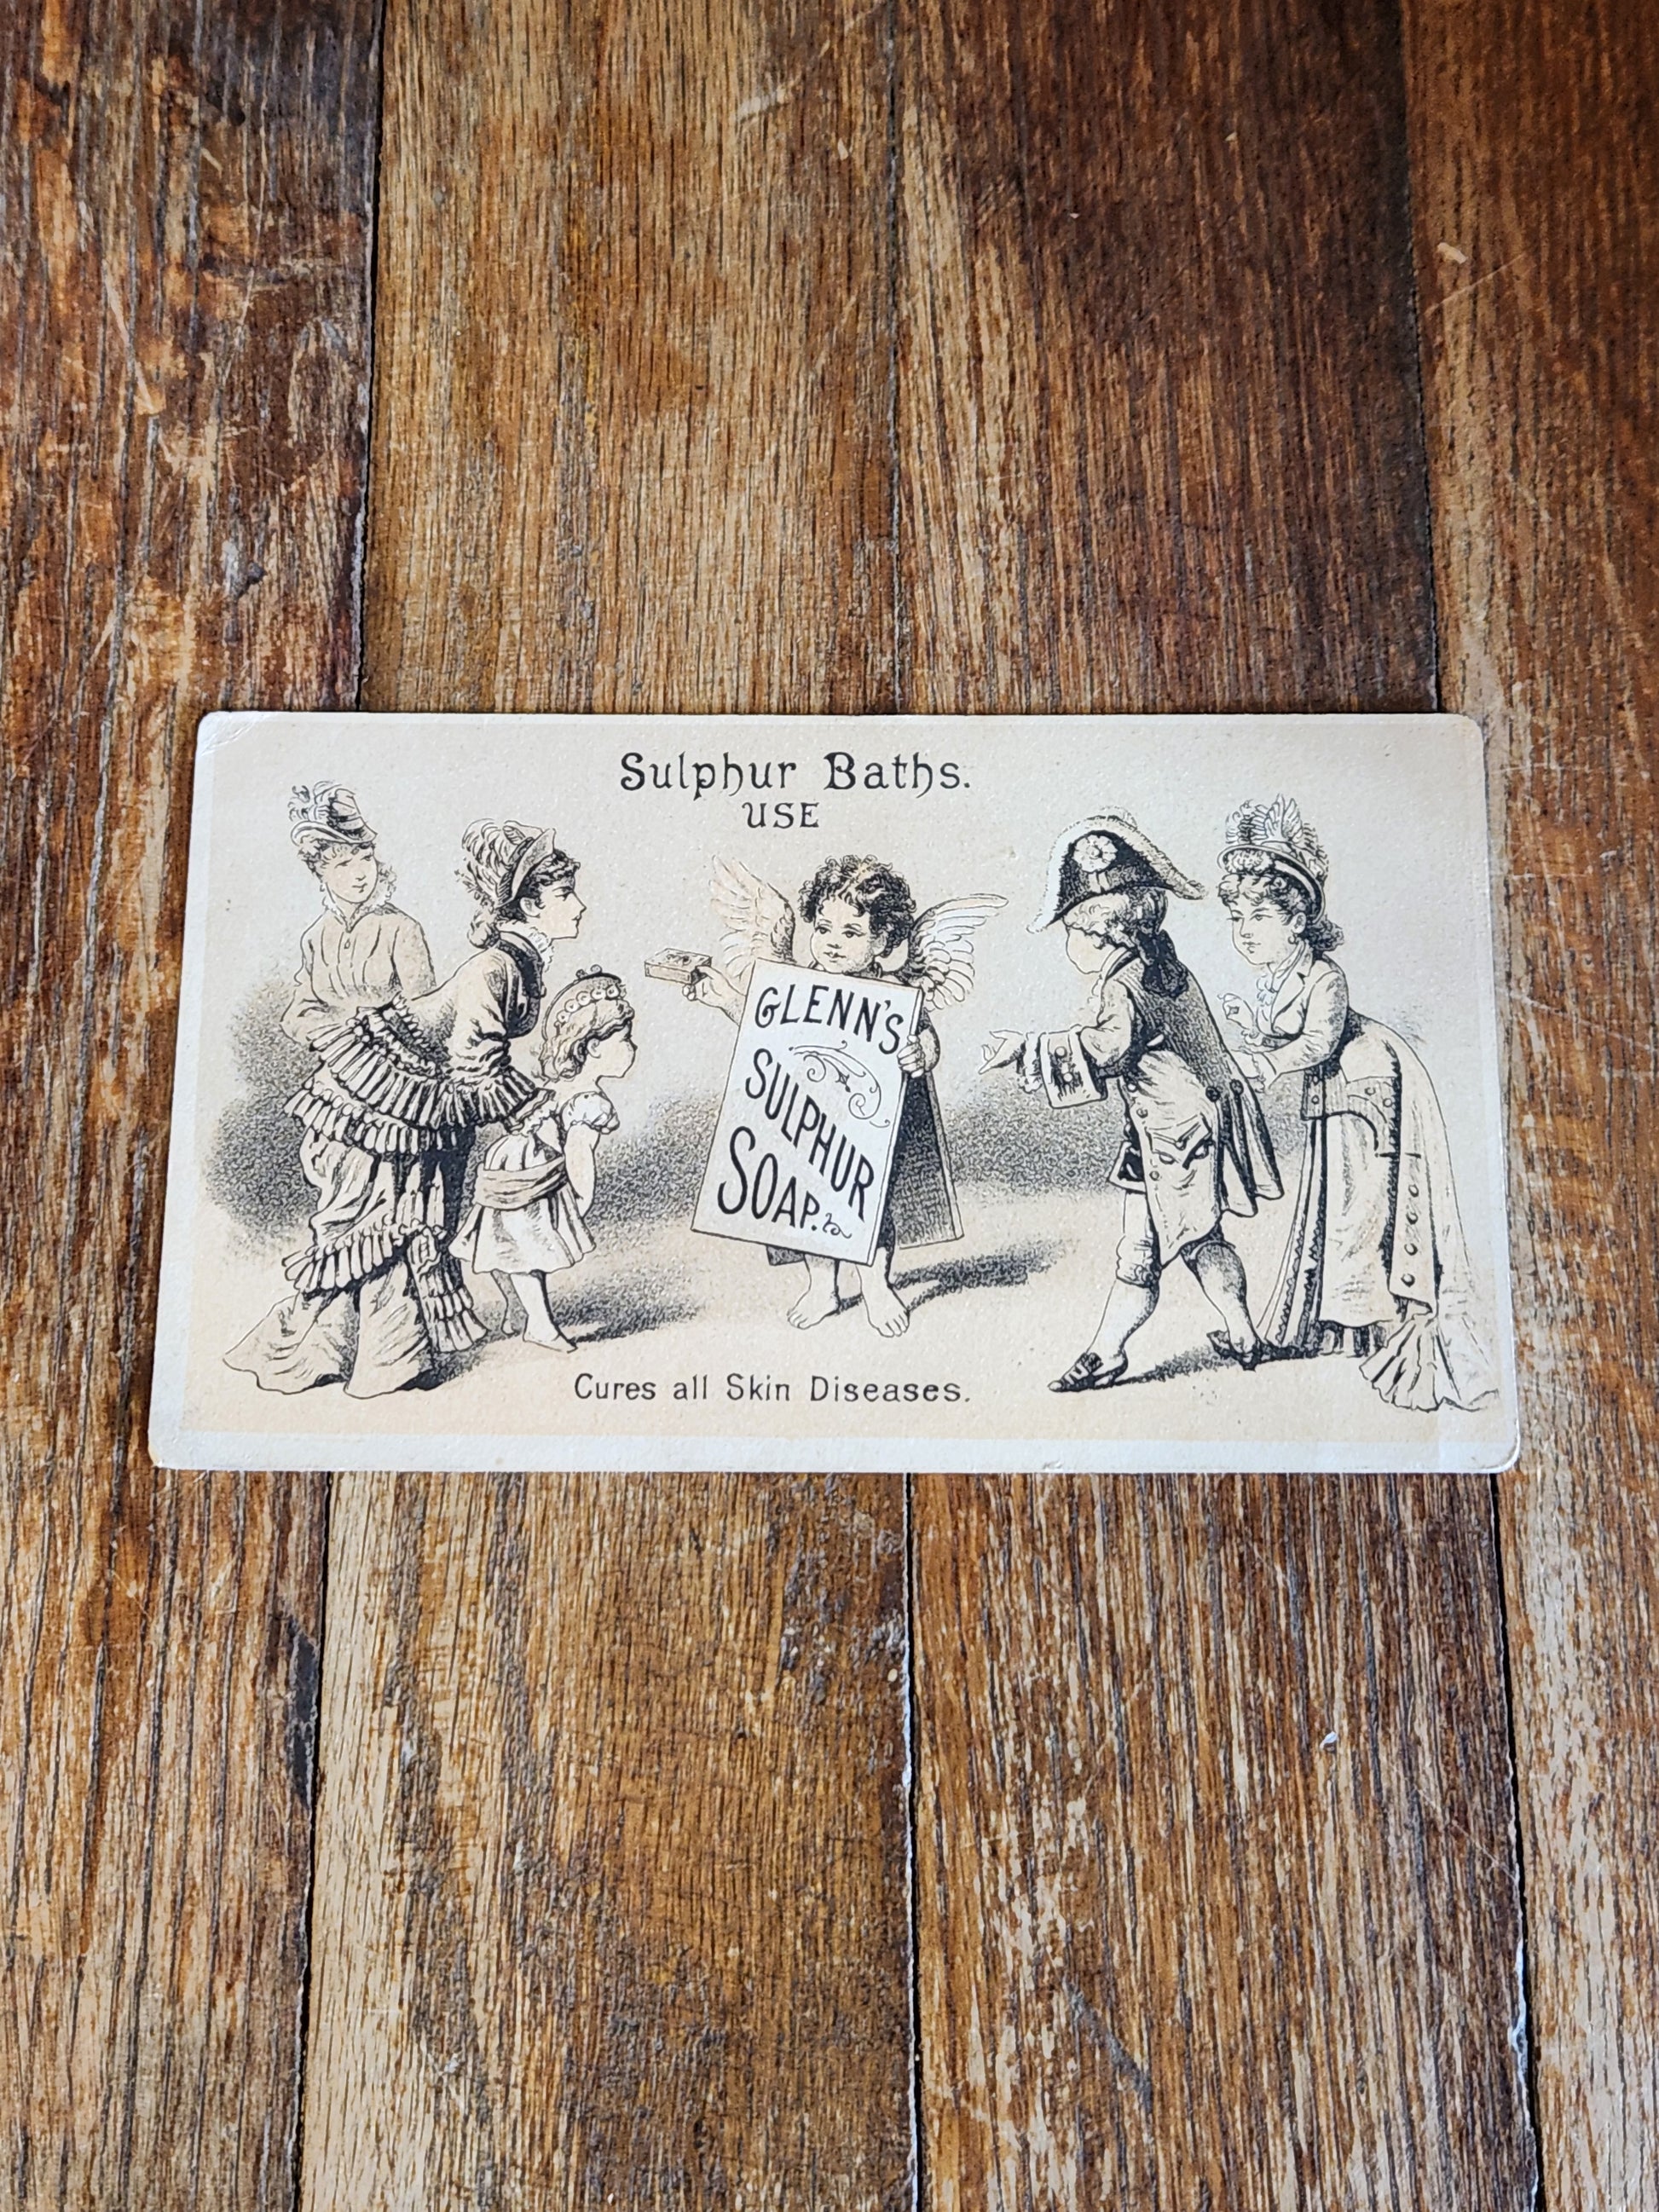 Sulphur Baths.
USE
GLENN'S
SULPHUR
SOAP.
Cures all Skin Diseases.